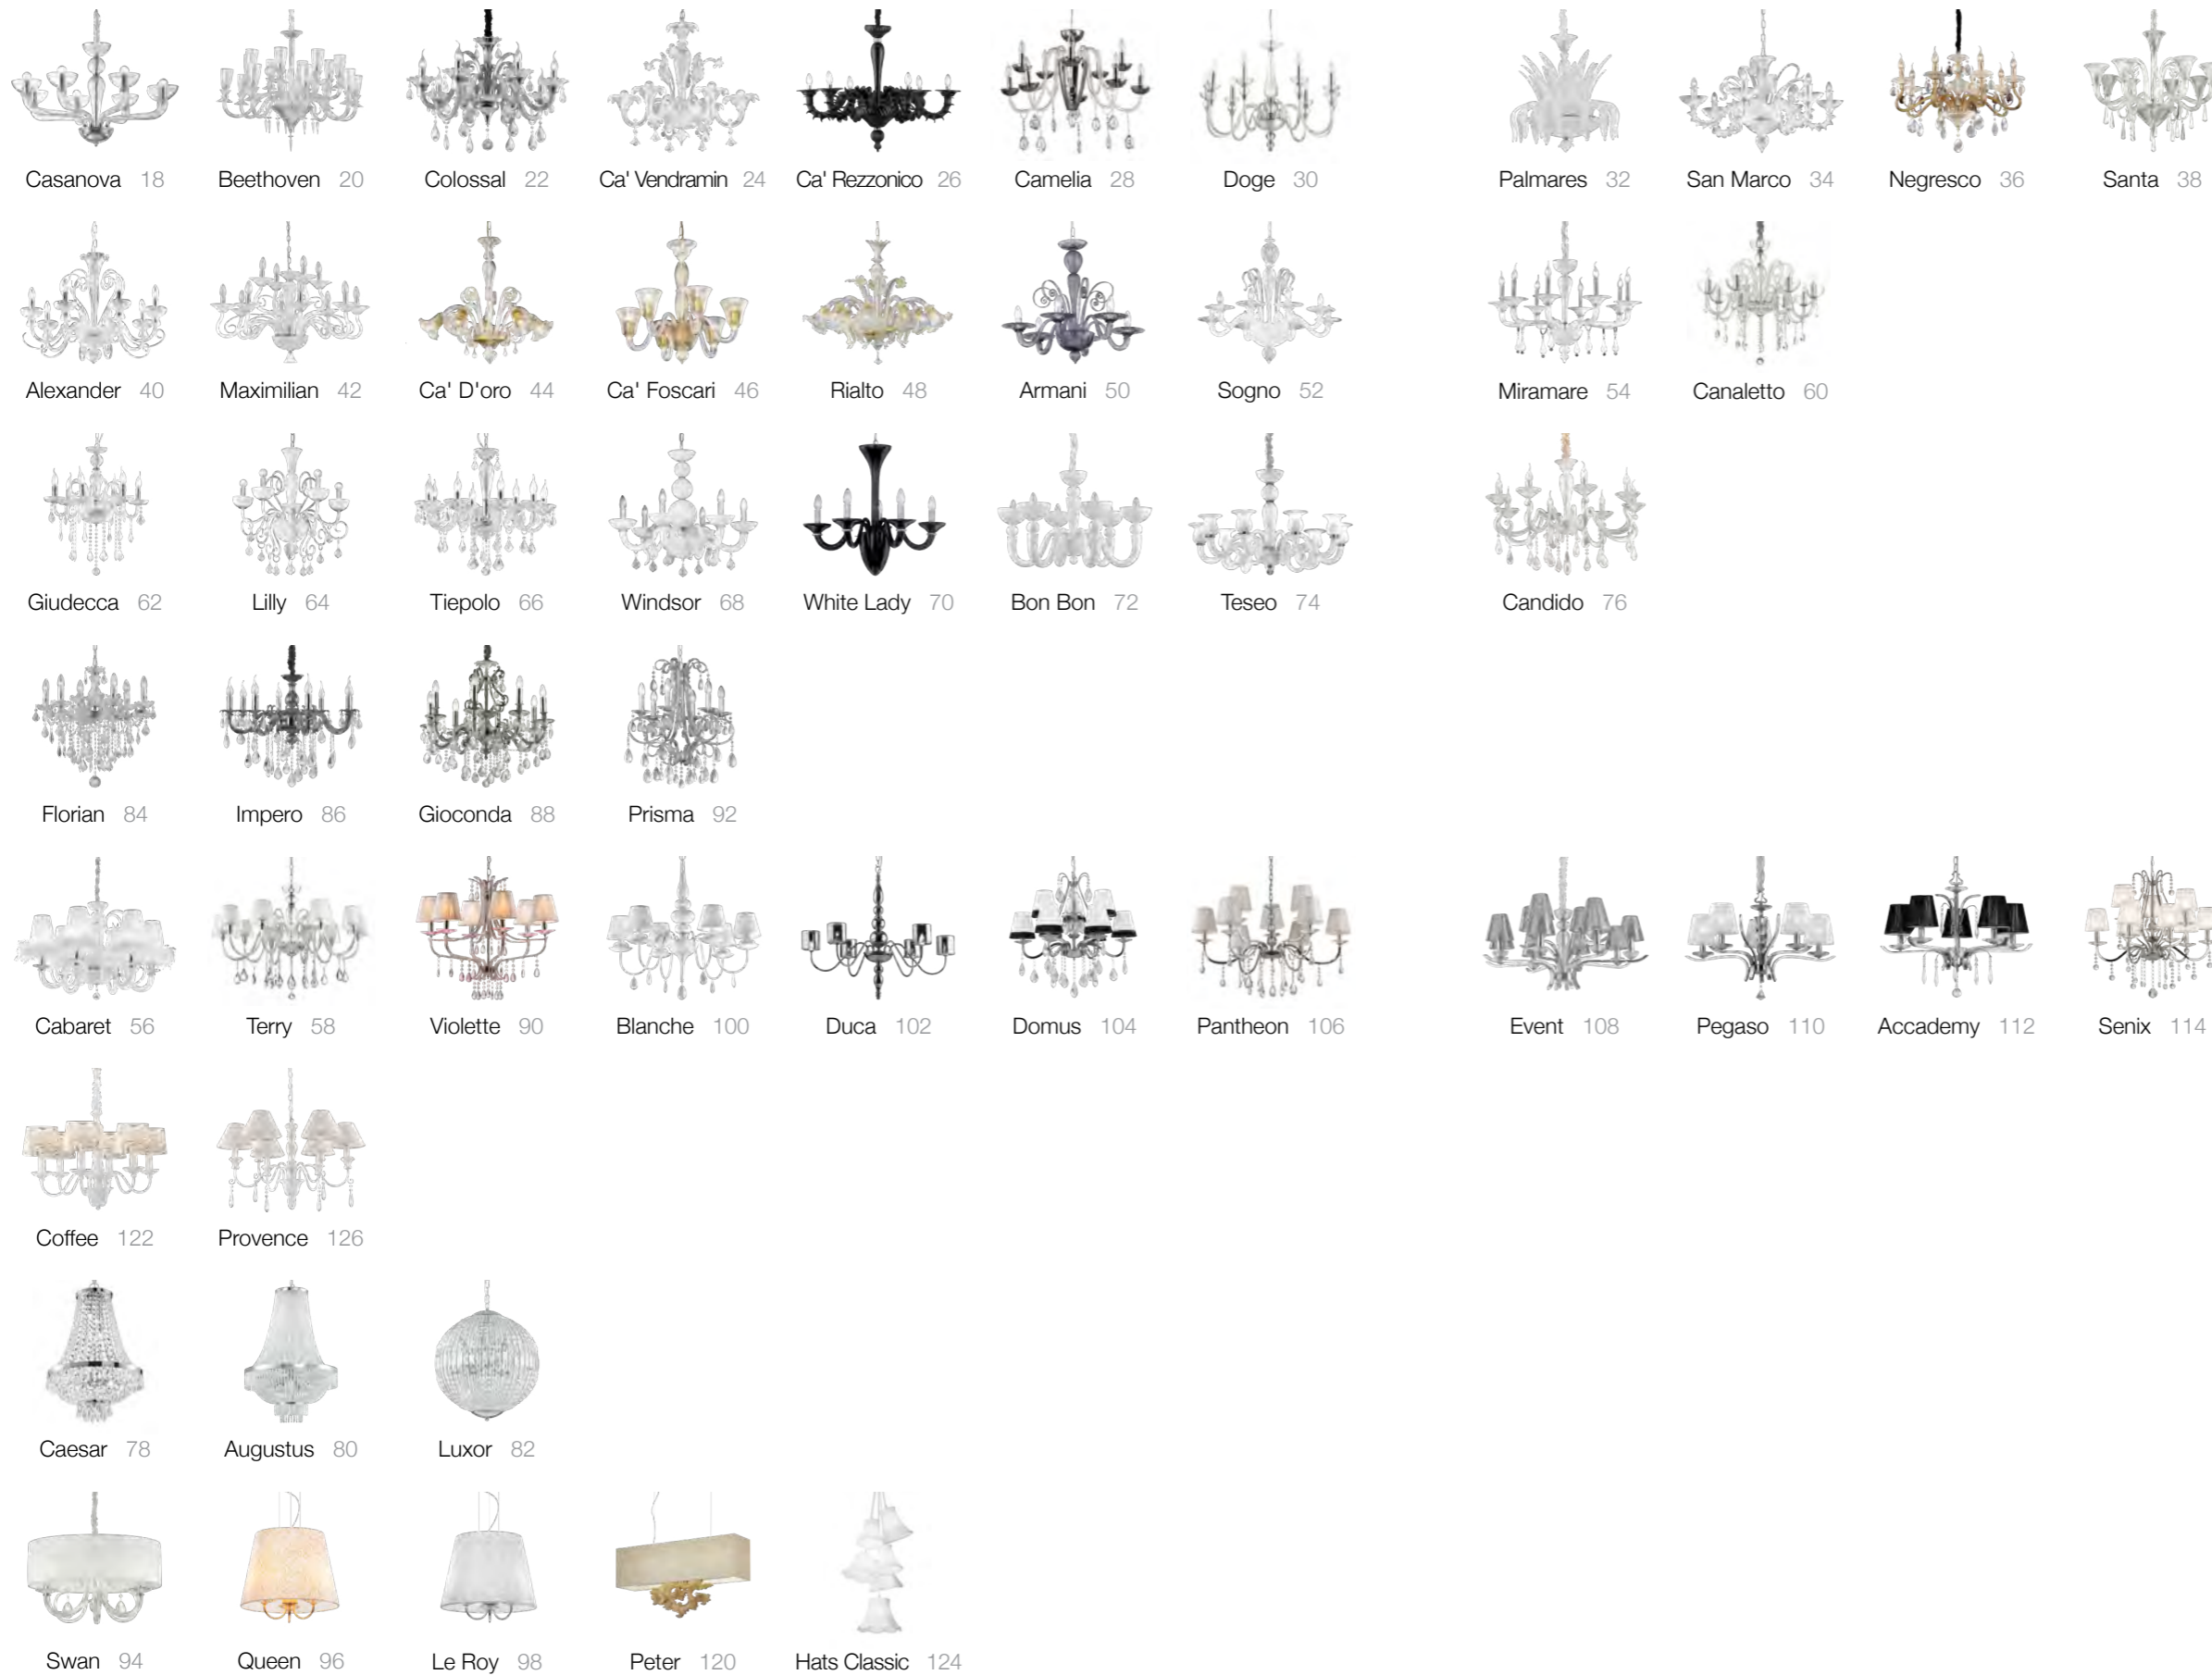 Casanova 18 Beethoven 20 Colossal 22 Ca' Vendramin 24 Ca' Rezzonico 26 Camelia 28 Doge 30 Palmares 32 San Marco 34 Negresco 36 Santa 38
Alexander 40 Maximilian 42 Ca' D'oro 44 Ca' Foscari 46 Rialto 48 Armani 50 Sogno 52 Miramare 54 Canaletto 60
Giudecca 62 Lilly 64 Tiepolo 66 Windsor 68 White Lady 70 Bon Bon 72 Teseo 74 Candido 76
Florian 84 Impero 86 Gioconda 88 Prisma 92
Cabaret 56 Terry 58 Violette 90 Blanche 100 Duca 102 Domus 104 Pantheon 106 Event 108 Pegaso 110 Accademy 112 Senix 114
Coffee 122 Provence 126
Caesar 78 Augustus 80 Luxor 82
Swan 94 Queen 96 Le Roy 98 Peter 120 Hats Classic 124